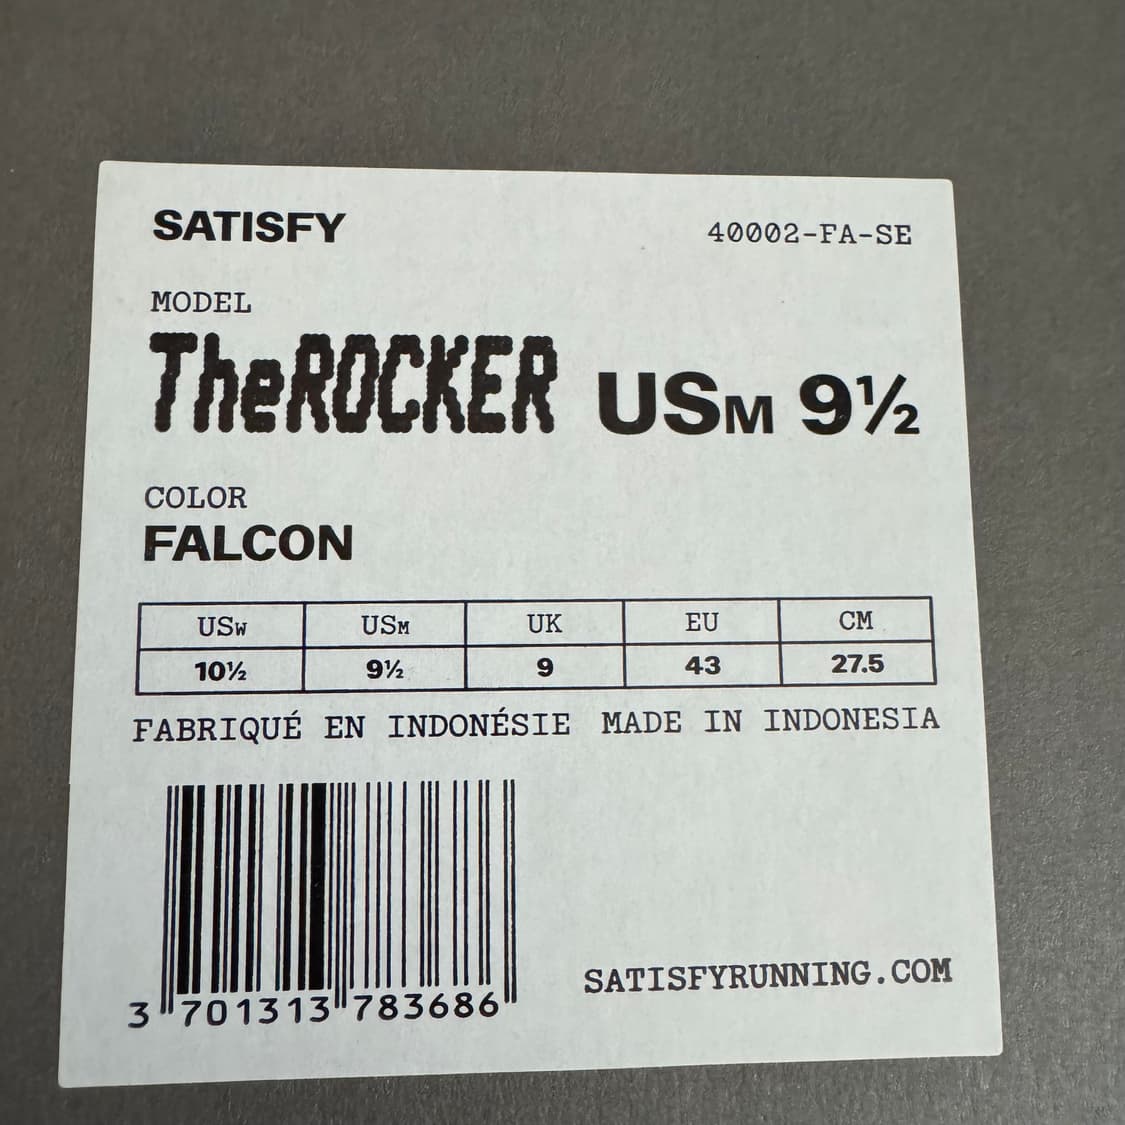 SATISFY
40002-FA-SE
MODEL
TheROCKER USM 9½
COLOR
FALCON
USW USM UK EU CM
10½ 9½ 9 43 27.5
FABRIQUÉ EN INDONÉSIE MADE IN INDONESIA
SATISFYRUNNING.COM
3 701313 783686